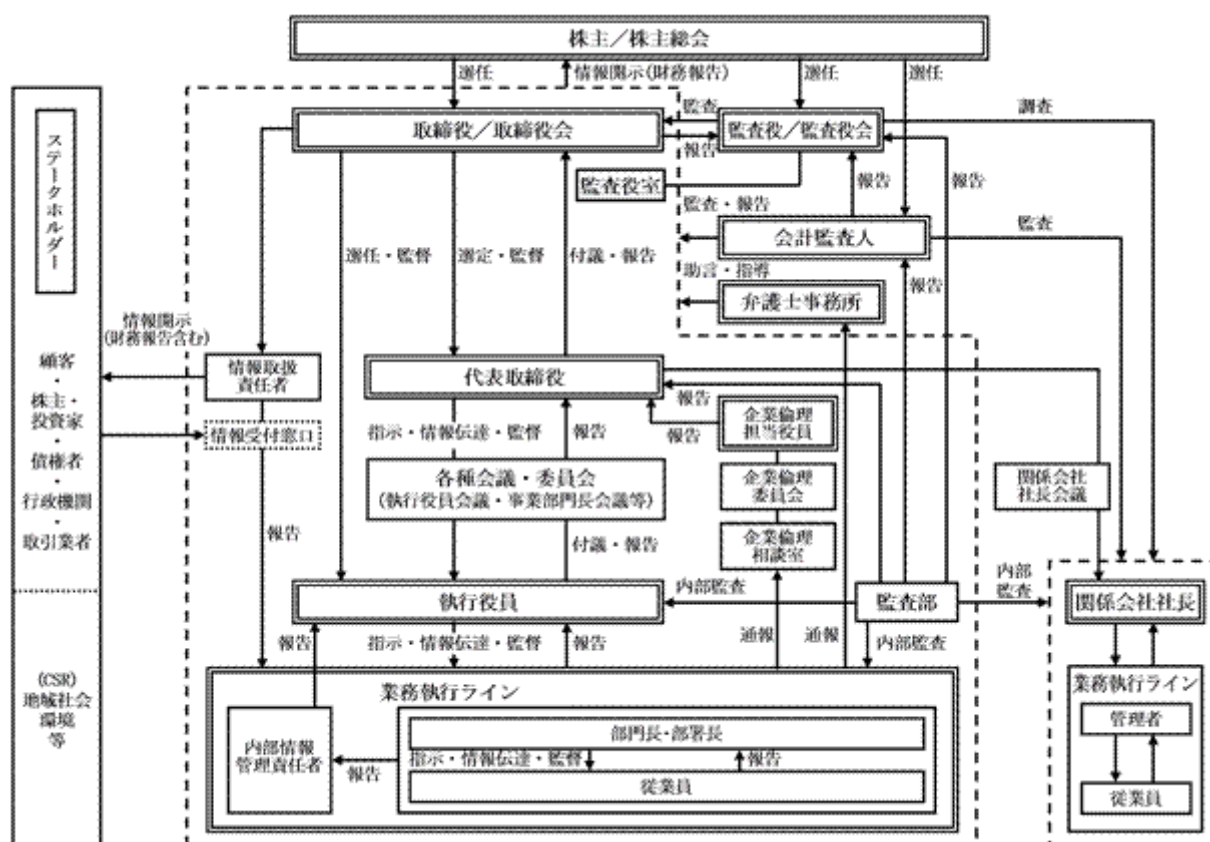 株主／株主総会
選任
情報開示(財務報告)
選任
選任
取締役／取締役会
監査
報告
監査役／監査役会
調査
監査役室
報告
報告
監査・報告
会計監査人
監査
選任・監督
選定・監督
付議・報告
助言・指導
弁護士事務所
報告
ステークホルダー
情報開示
(財務報告含む)
顧客
・
株主・
投資家
・
債権者
・
行政機関
・
取引業者
(CSR)
地域社会
環境
等
情報取扱
責任者
情報受付窓口
報告
代表取締役
報告
報告
企業倫理
担当役員
指示・情報伝達・監督
報告
各種会議・委員会
(執行役員会議・事業部門長会議等)
企業倫理
委員会
関係会社
社長会議
付議・報告
企業倫理
相談室
内部監査
執行役員
監査部
内部
監査
関係会社社長
報告
指示・情報伝達・監督
報告
通報
通報
内部監査
業務執行ライン
内部情報
管理責任者
報告
部門長・部署長
指示・情報伝達・監督
報告
従業員
業務執行ライン
管理者
従業員